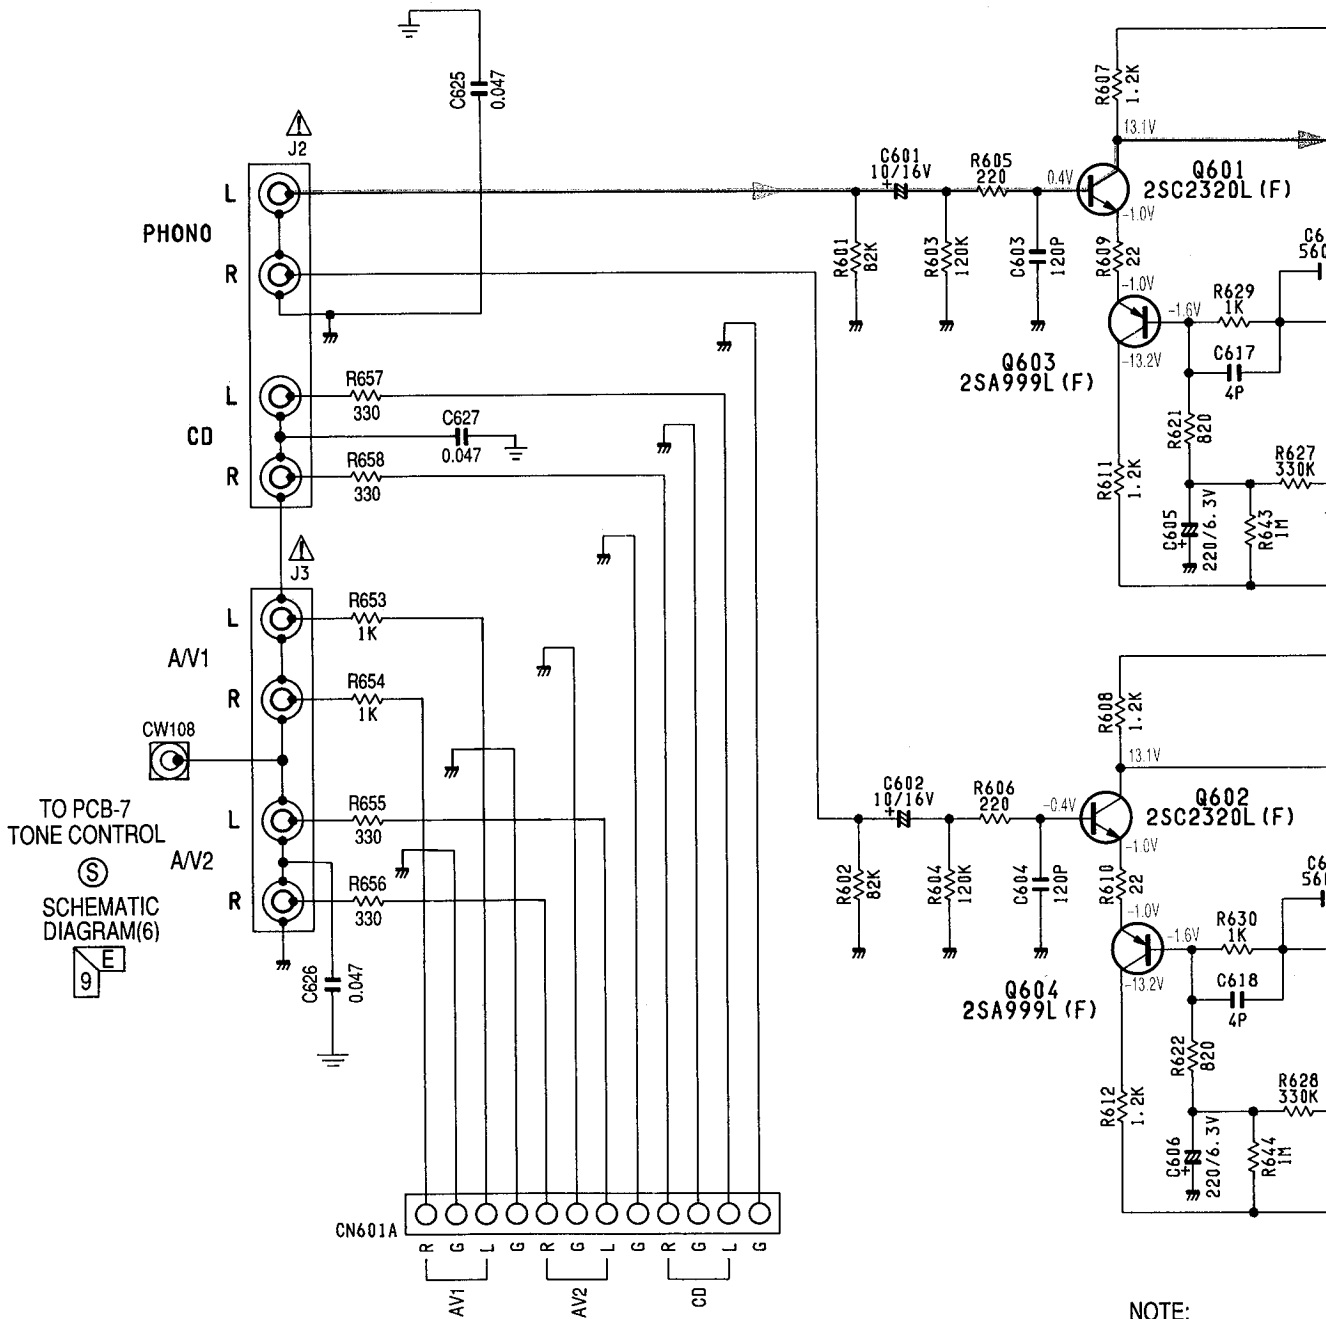 C625
0.047
J2
L
PHONO
R
L
CD
R
R657
330
C627
0.047
R658
330
J3
L
A/V1
R
R653
1K
R654
1K
CW108
TO PCB-7
TONE CONTROL
S
SCHEMATIC
DIAGRAM(6)
E
9
L
A/V2
R
R655
330
R656
330
C626
0.047
CN601A
R
G
L
G
R
G
L
G
R
G
L
G
AV1
AV2
CD
R607
1.2K
13.1V
C601
10/16V
+
R605
220
0.4V
Q601
2SC2320L(F)
-1.0V
R601
82K
R603
120K
C603
120P
R609
22
-1.0V
-1.6V
R629
1K
C6
560
Q603
2SA999L(F)
-13.2V
C617
4P
R621
820
R611
1.2K
R627
330K
C605
+
220/6.3V
R643
1M
R608
1.2K
13.1V
C602
10/16V
+
R606
220
-0.4V
Q602
2SC2320L(F)
-1.0V
R602
82K
R604
120K
C604
120P
R610
22
-1.0V
-1.6V
R630
1K
C6
Q604
2SA999L(F)
-13.2V
C618
4P
R622
820
R612
1.2K
R628
330K
C606
+
220/6.3V
R644
1M
NOTE: